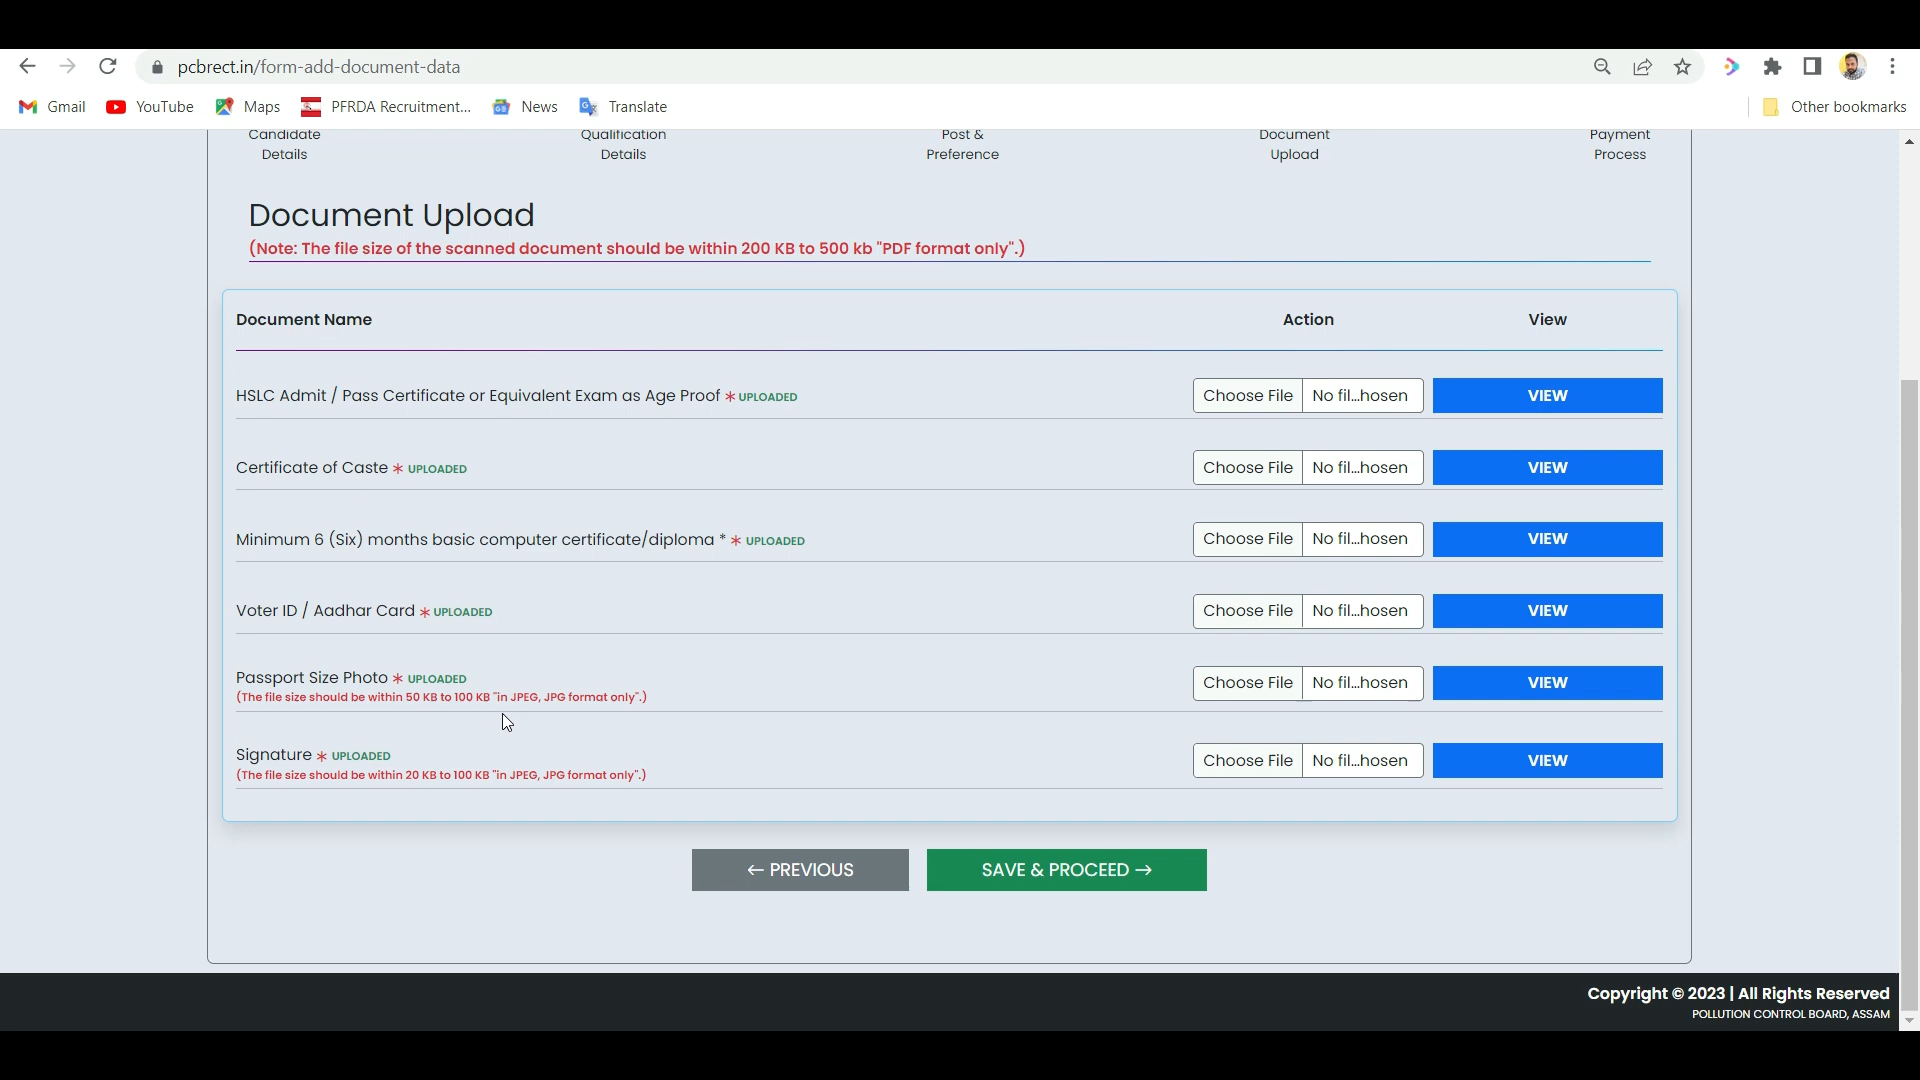 pcbrect.in/form-add-document-data
Gmail YouTube Maps PFRDA Recruitment... News Translate Other bookmarks
Candidate Details
Qualification Details
Post & Preference
Document Upload
Payment Process
Document Upload
(Note: The file size of the scanned document should be within 200 KB to 500 kb "PDF format only".)
Document Name Action View
HSLC Admit / Pass Certificate or Equivalent Exam as Age Proof * UPLOADED Choose File No fil...hosen VIEW
Certificate of Caste * UPLOADED Choose File No fil...hosen VIEW
Minimum 6 (Six) months basic computer certificate/diploma * * UPLOADED Choose File No fil...hosen VIEW
Voter ID / Aadhar Card * UPLOADED Choose File No fil...hosen VIEW
Passport Size Photo * UPLOADED Choose File No fil...hosen VIEW
(The file size should be within 50 KB to 100 KB "in JPEG, JPG format only".)
Signature * UPLOADED Choose File No fil...hosen VIEW
(The file size should be within 20 KB to 100 KB "in JPEG, JPG format only".)
← PREVIOUS SAVE & PROCEED →
Copyright © 2023 | All Rights Reserved
POLLUTION CONTROL BOARD, ASSAM